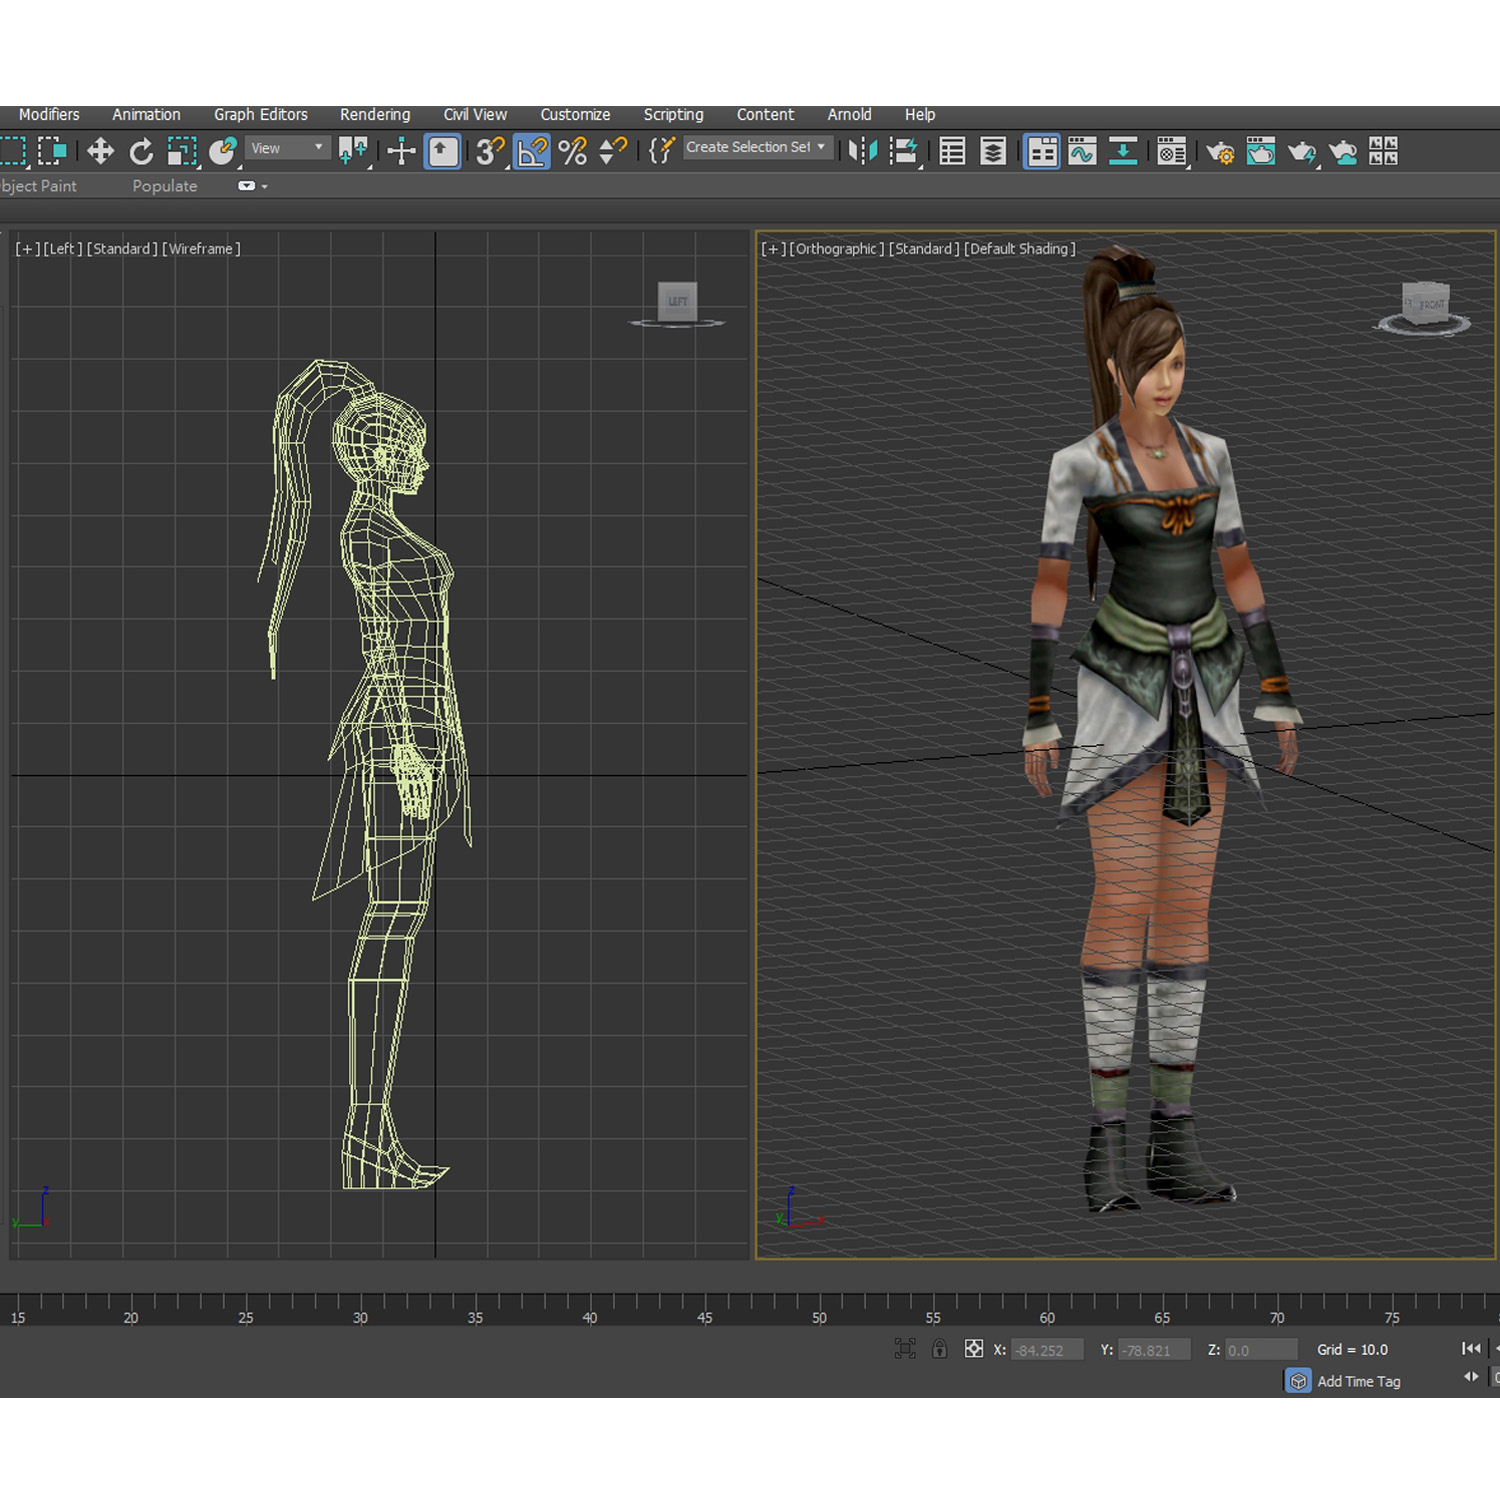 Modifiers Animation Graph Editors Rendering Civil View Customize Scripting Content Arnold Help
View 3 % Create Selection Set
bject Paint Populate
[+] [Left] [Standard] [Wireframe]
[+] [Orthographic] [Standard] [Default Shading]
LEFT
FRONT
z
y
z
y x
15 20 25 30 35 40 45 50 55 60 65 70 75
X: -84.252 Y: -78.821 Z: 0.0 Grid = 10.0
Add Time Tag